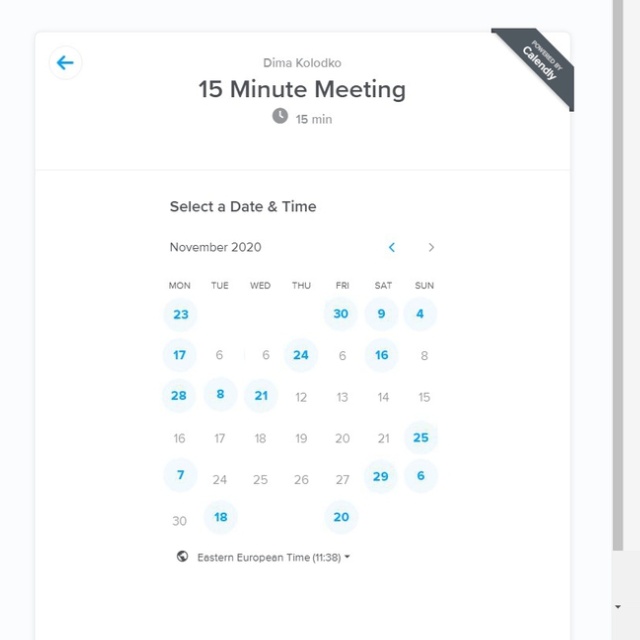 POWERED BY
Calendly
Dima Kolodko
15 Minute Meeting
15 min
Select a Date & Time
November 2020
MON TUE WED THU FRI SAT SUN
23 30 9 4
17 6 6 24 6 16 8
28 8 21 12 13 14 15
16 17 18 19 20 21 25
7 24 25 26 27 29 6
30 18 20
Eastern European Time (11:38)